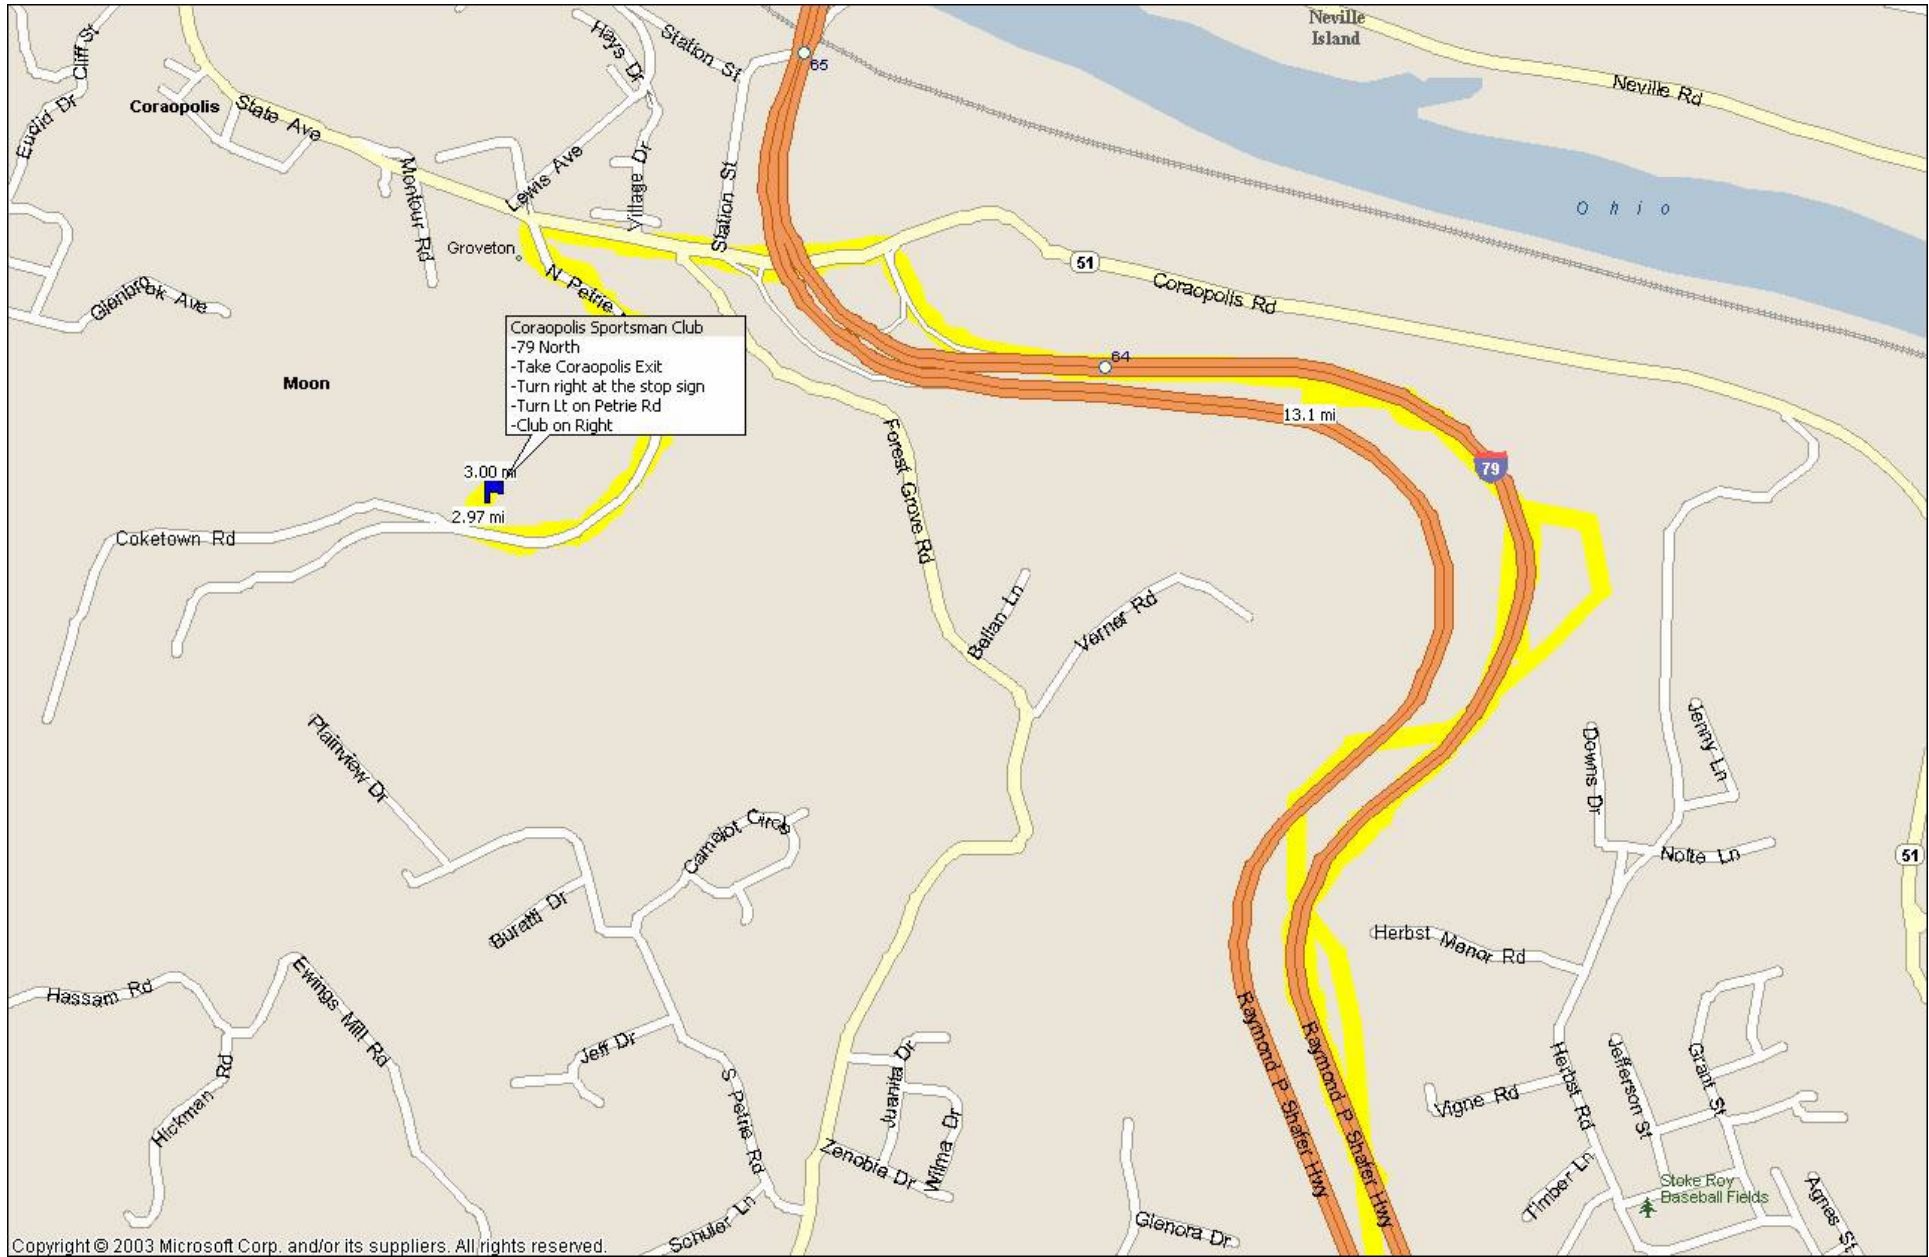 Neville
Island
Neville Rd
Ohio
65
Station St
Hays Dr
Cliff St
Euclid Dr
Coraopolis
State Ave
Lewis Ave
Montour Rd
Village Dr
Station St
Groveton
N Petrie
Glenbrok Ave
51
Coraopolis Rd
Coraopolis Sportsman Club
-79 North
-Take Coraopolis Exit
-Turn right at the stop sign
-Turn Lt on Petrie Rd
-Club on Right
64
Moon
13.1 mi
79
3.00 mi
2.97 mi
Coketown Rd
Forest Grove Rd
Bellan Ln
Verner Rd
Plainview Dr
Camelot Circle
Buratti Dr
Downs Dr
Jenny Ln
Nolte Ln
51
Herbst Manor Rd
Hassam Rd
Ewings Mill Rd
Hickman Rd
Jeff Dr
S Petrie Rd
Juanita Dr
Wilma Dr
Zenobie Dr
Schuler Ln
Raymond P Shafer Hwy
Raymond P Shafer Hwy
Vigne Rd
Herbst Rd
Jefferson St
Grant St
Timber Ln
Stoke Roy
Baseball Fields
Agnes St
Glenora Dr
Copyright © 2003 Microsoft Corp. and/or its suppliers. All rights reserved.